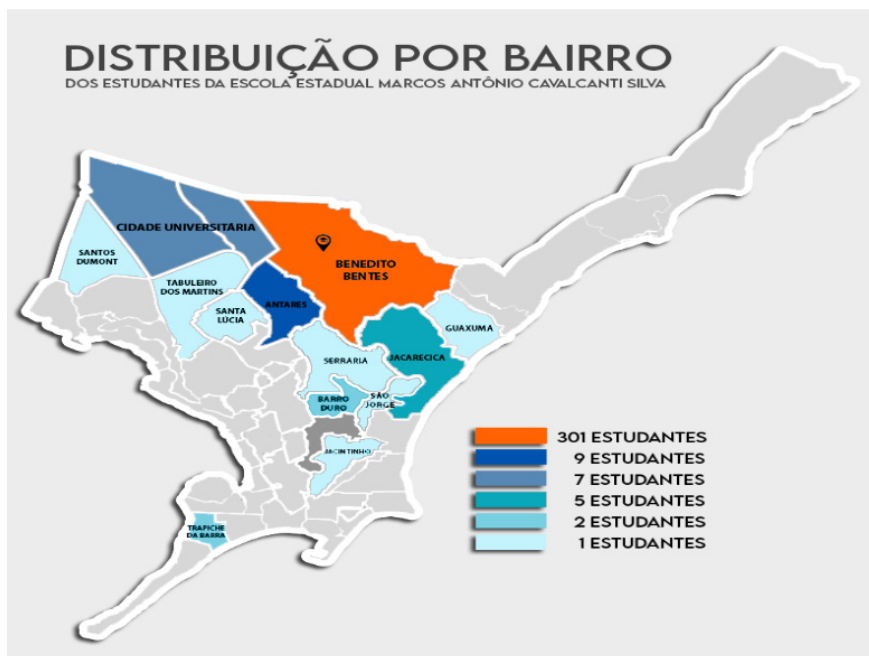 DISTRIBUIÇÃO POR BAIRRO
DOS ESTUDANTES DA ESCOLA ESTADUAL MARCOS ANTÔNIO CAVALCANTI SILVA
CIDADE UNIVERSITÁRIA
SANTOS
DUMONT
BENEDITO
BENTES
TABULEIRO
DOS MARTINS
SANTA
LÚCIA
ANTARES
GUAXUMA
SERRARIA
JACARECICA
BARRO
DURO
SÃO
JORGE
JACINTINHO
TRAPICHE
DA BARRA
301 ESTUDANTES
9 ESTUDANTES
7 ESTUDANTES
5 ESTUDANTES
2 ESTUDANTES
1 ESTUDANTES